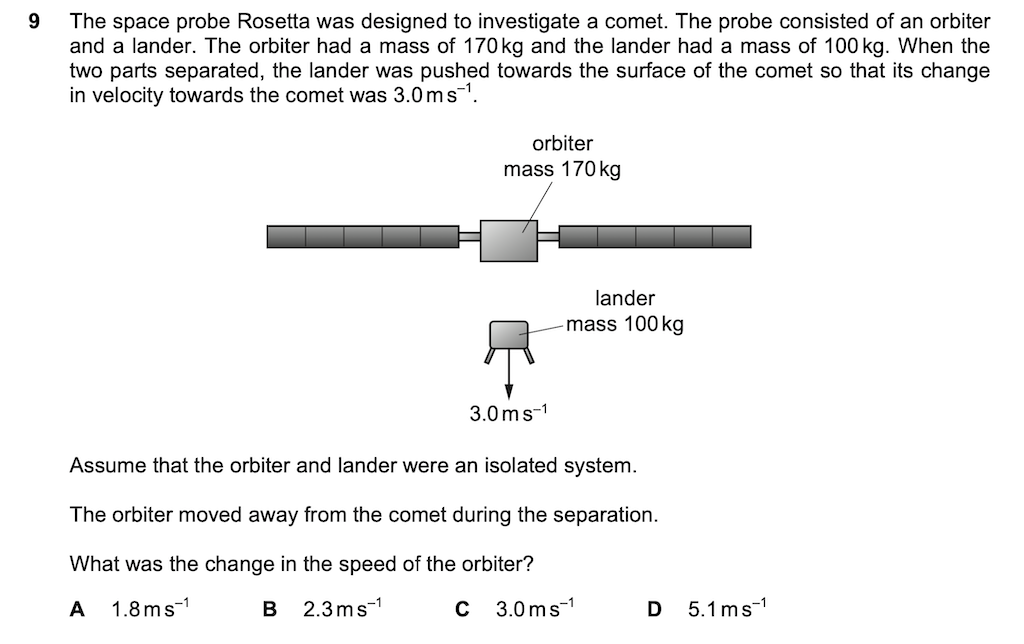 9 The space probe Rosetta was designed to investigate a comet. The probe consisted of an orbiter
and a lander. The orbiter had a mass of 170 kg and the lander had a mass of 100 kg. When the
two parts separated, the lander was pushed towards the surface of the comet so that its change
in velocity towards the comet was 3.0 m s⁻¹.
orbiter
mass 170 kg
lander
mass 100 kg
3.0 m s⁻¹
Assume that the orbiter and lander were an isolated system.
The orbiter moved away from the comet during the separation.
What was the change in the speed of the orbiter?
A 1.8 m s⁻¹ B 2.3 m s⁻¹ C 3.0 m s⁻¹ D 5.1 m s⁻¹